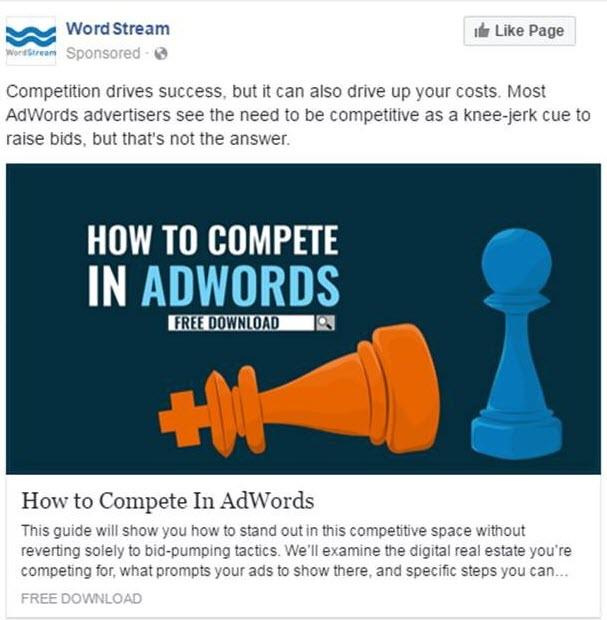 WordStream
WordStream
Sponsored ·
Like Page
Competition drives success, but it can also drive up your costs. Most
AdWords advertisers see the need to be competitive as a knee-jerk cue to
raise bids, but that's not the answer.
HOW TO COMPETE
IN ADWORDS
FREE DOWNLOAD
How to Compete In AdWords
This guide will show you how to stand out in this competitive space without
reverting solely to bid-pumping tactics. We'll examine the digital real estate you're
competing for, what prompts your ads to show there, and specific steps you can...
FREE DOWNLOAD